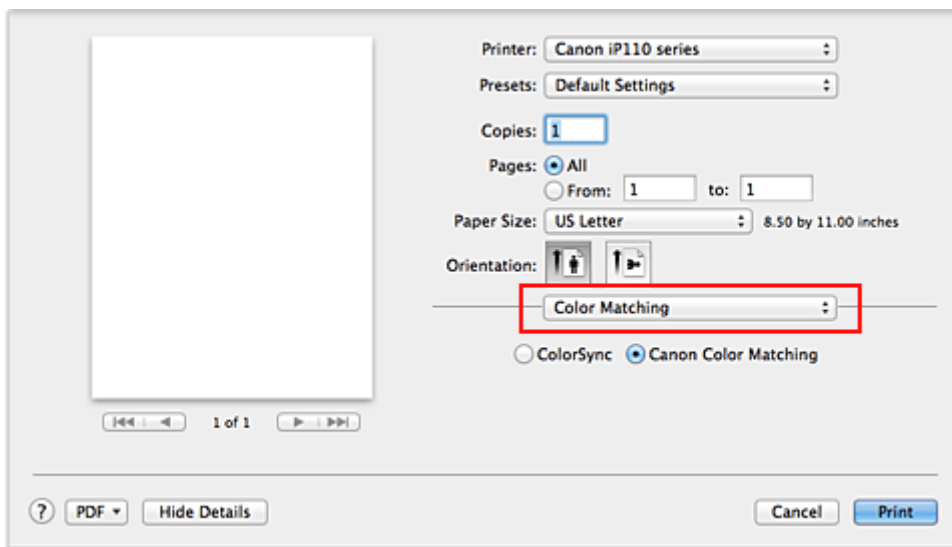 Printer: Canon iP110 series
Presets: Default Settings
Copies: 1
Pages: All
From: 1 to: 1
Paper Size: US Letter 8.50 by 11.00 inches
Orientation:
Color Matching
ColorSync Canon Color Matching
1 of 1
? PDF Hide Details Cancel Print